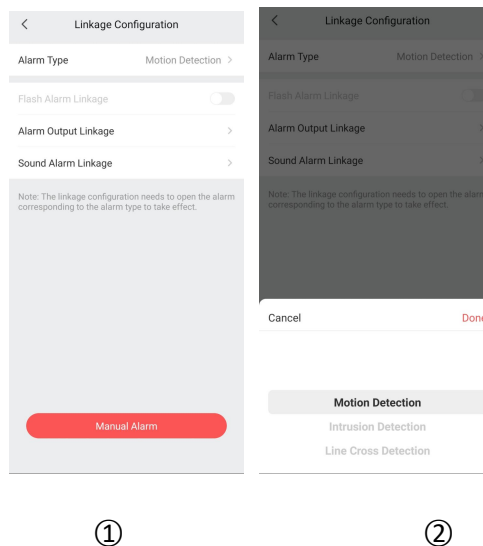 Linkage Configuration
Alarm Type Motion Detection
Flash Alarm Linkage
Alarm Output Linkage
Sound Alarm Linkage
Note: The linkage configuration needs to open the alarm
corresponding to the alarm type to take effect.
Manual Alarm
①
Linkage Configuration
Alarm Type Motion Detection
Flash Alarm Linkage
Alarm Output Linkage
Sound Alarm Linkage
Note: The linkage configuration needs to open the alarm
corresponding to the alarm type to take effect.
Cancel Done
Motion Detection
Intrusion Detection
Line Cross Detection
②